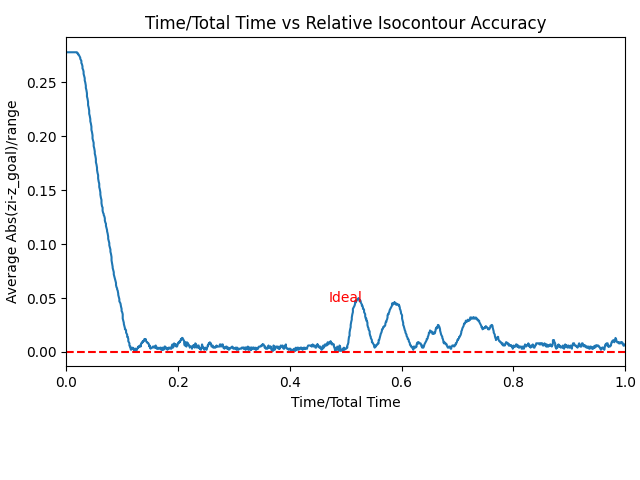 Time/Total Time vs Relative Isocontour Accuracy
Average Abs(zi-z_goal)/range
0.25
0.20
0.15
0.10
0.05
0.00
Ideal
0.0 0.2 0.4 0.6 0.8 1.0
Time/Total Time